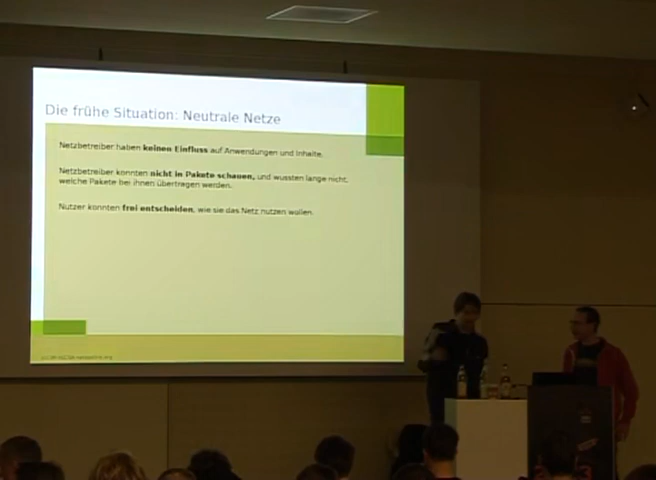 Die frühe Situation: Neutrale Netze
Netzbetreiber haben keinen Einfluss auf Anwendungen und Inhalte.
Netzbetreiber konnten nicht in Pakete schauen, und wussten lange nicht,
welche Pakete bei ihnen übertragen werden.
Nutzer konnten frei entscheiden, wie sie das Netz nutzen wollen.